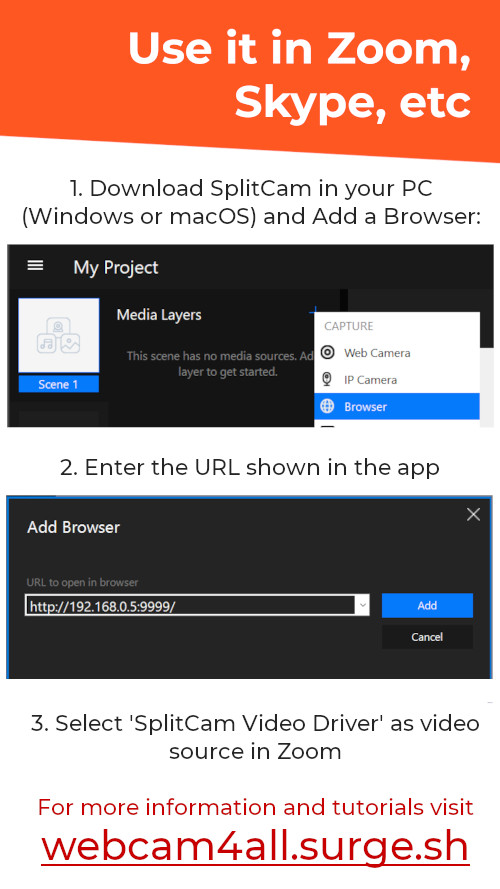 Use it in Zoom,
Skype, etc
1. Download SplitCam in your PC
(Windows or macOS) and Add a Browser:
My Project
Media Layers
CAPTURE
This scene has no media sources. Ad
layer to get started.
Web Camera
IP Camera
Browser
Scene 1
2. Enter the URL shown in the app
Add Browser
URL to open in browser
http://192.168.0.5:9999/
Add
Cancel
3. Select 'SplitCam Video Driver' as video
source in Zoom
For more information and tutorials visit
webcam4all.surge.sh